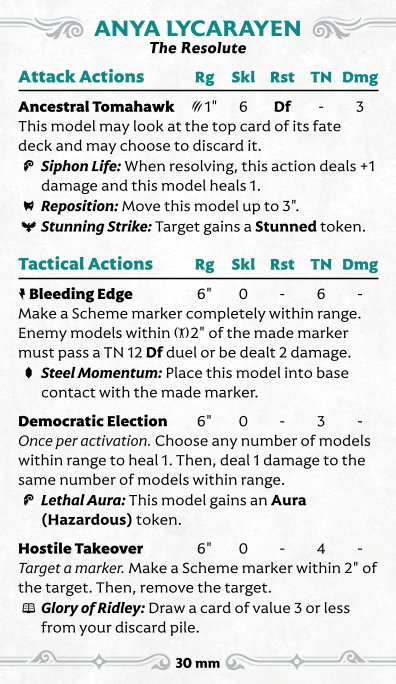 ANYA LYCARAYEN
The Resolute
Attack Actions Rg Skl Rst TN Dmg
Ancestral Tomahawk 1" 6 Df - 3
This model may look at the top card of its fate
deck and may choose to discard it.
Siphon Life: When resolving, this action deals +1
damage and this model heals 1.
Reposition: Move this model up to 3".
Stunning Strike: Target gains a Stunned token.
Tactical Actions Rg Skl Rst TN Dmg
Bleeding Edge 6" 0 - 6 -
Make a Scheme marker completely within range.
Enemy models within 2" of the made marker
must pass a TN 12 Df duel or be dealt 2 damage.
Steel Momentum: Place this model into base
contact with the made marker.
Democratic Election 6" 0 - 3 -
Once per activation. Choose any number of models
within range to heal 1. Then, deal 1 damage to the
same number of models within range.
Lethal Aura: This model gains an Aura
(Hazardous) token.
Hostile Takeover 6" 0 - 4 -
Target a marker. Make a Scheme marker within 2" of
the target. Then, remove the target.
Glory of Ridley: Draw a card of value 3 or less
from your discard pile.
30 mm